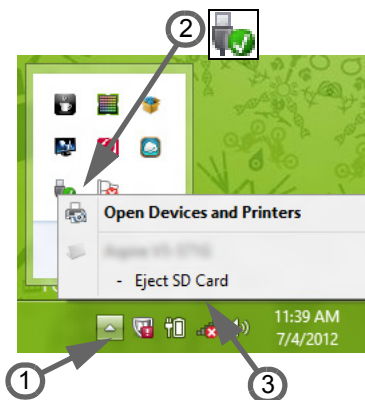 2
Open Devices and Printers
- Eject SD Card
11:39 AM
7/4/2012
1
3